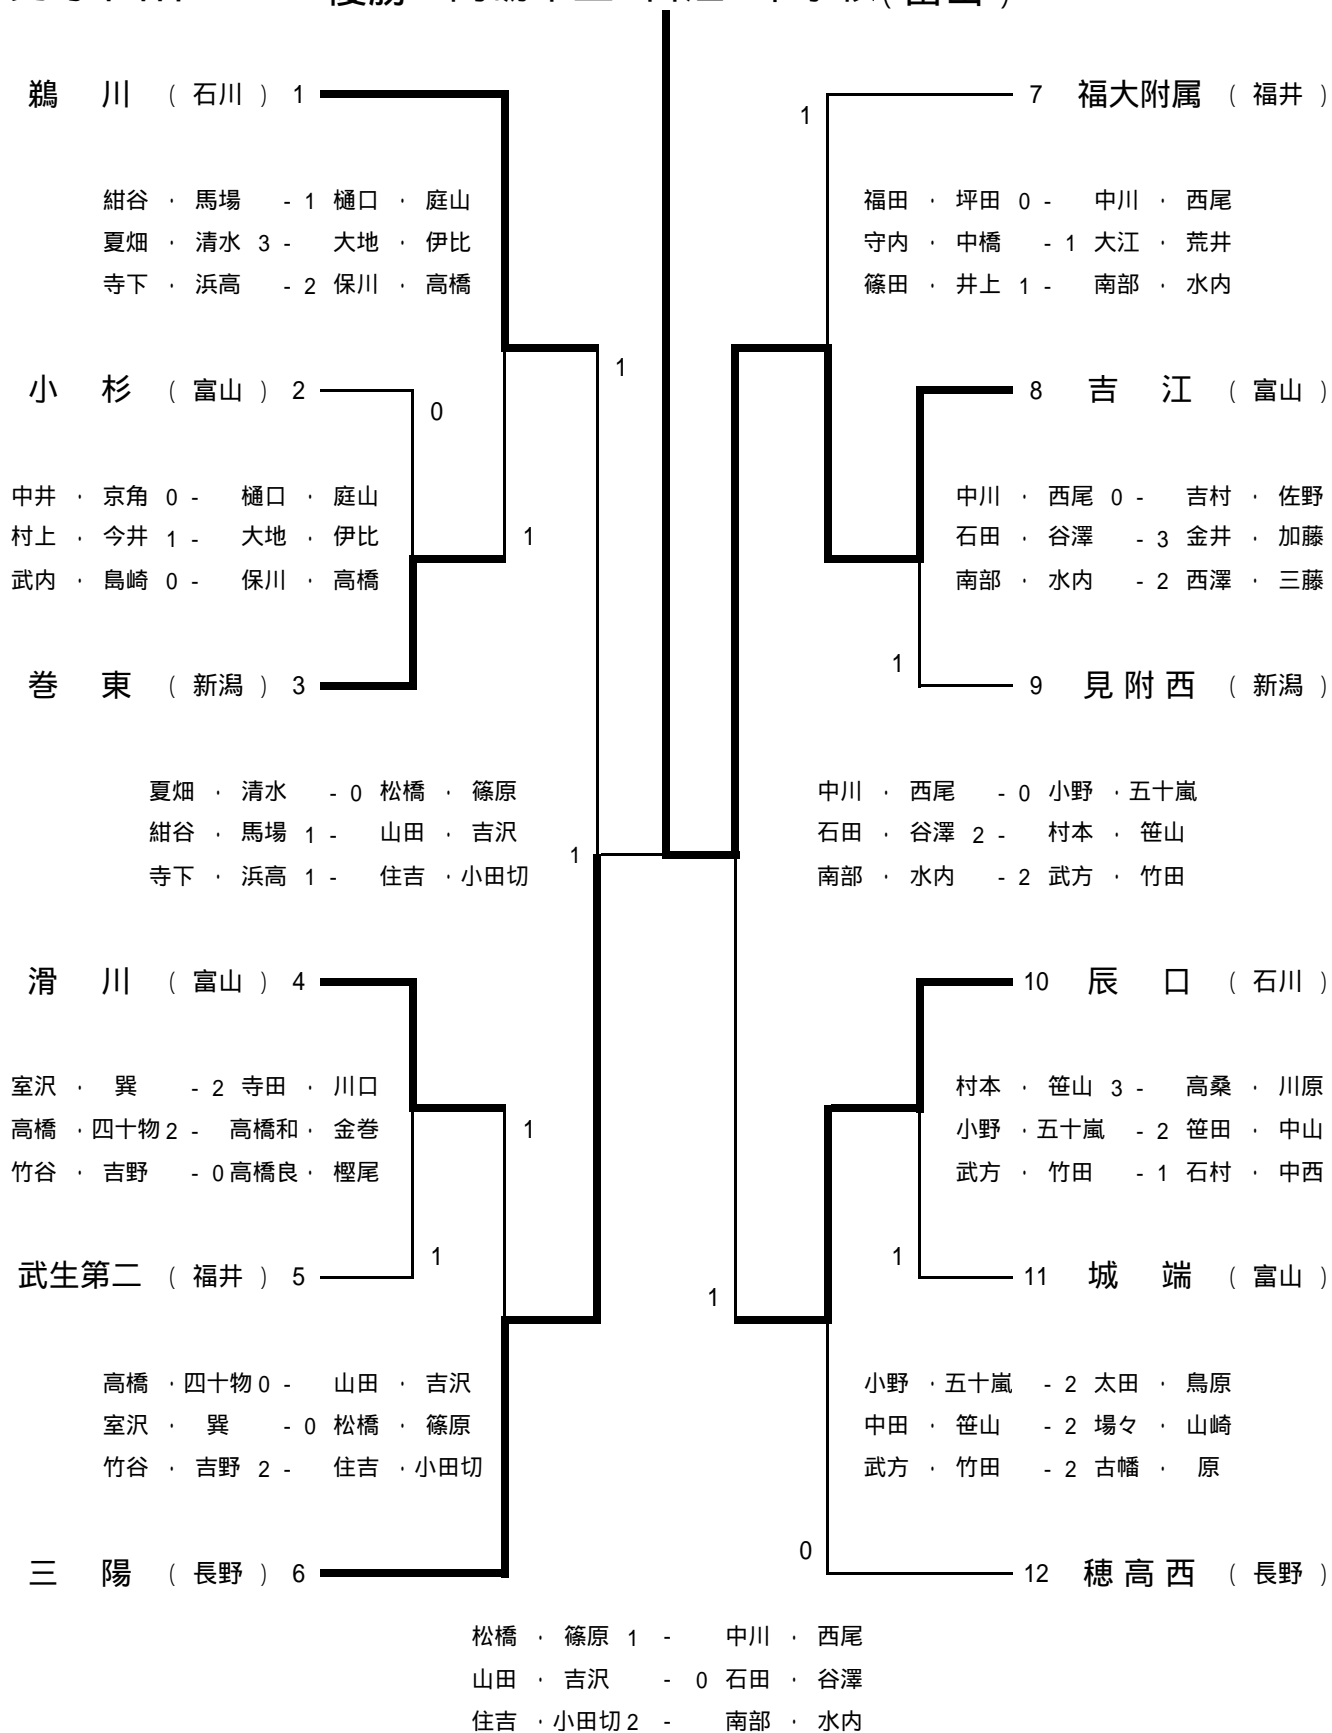 鵜川 ( 石川 ) 1
1
7 福大附属 ( 福井 )
紺谷 · 馬場 - 1 樋口 · 庭山
夏畑 · 清水 3 - 大地 · 伊比
寺下 · 浜高 - 2 保川 · 高橋
福田 · 坪田 0 - 中川 · 西尾
守内 · 中橋 - 1 大江 · 荒井
篠田 · 井上 1 - 南部 · 水内
1
小杉 ( 富山 ) 2
0
8 吉江 ( 富山 )
中井 · 京角 0 - 樋口 · 庭山
村上 · 今井 1 - 大地 · 伊比
武内 · 島崎 0 - 保川 · 高橋
1
中川 · 西尾 0 - 吉村 · 佐野
石田 · 谷澤 - 3 金井 · 加藤
南部 · 水内 - 2 西澤 · 三藤
巻東 ( 新潟 ) 3
1
9 見附西 ( 新潟 )
夏畑 · 清水 - 0 松橋 · 篠原
紺谷 · 馬場 1 - 山田 · 吉沢
寺下 · 浜高 1 - 住吉 · 小田切
1
中川 · 西尾 - 0 小野 · 五十嵐
石田 · 谷澤 2 - 村本 · 笹山
南部 · 水内 - 2 武方 · 竹田
滑川 ( 富山 ) 4
10 辰口 ( 石川 )
室沢 · 巽 - 2 寺田 · 川口
高橋 · 四十物 2 - 高橋和 · 金巻
竹谷 · 吉野 - 0 高橋良 · 樫尾
1
村本 · 笹山 3 - 高桑 · 川原
小野 · 五十嵐 - 2 笹田 · 中山
武方 · 竹田 - 1 石村 · 中西
武生第二 ( 福井 ) 5
1
1
1
11 城端 ( 富山 )
高橋 · 四十物 0 - 山田 · 吉沢
室沢 · 巽 - 0 松橋 · 篠原
竹谷 · 吉野 2 - 住吉 · 小田切
小野 · 五十嵐 - 2 太田 · 鳥原
中田 · 笹山 - 2 場々 · 山崎
武方 · 竹田 - 2 古幡 · 原
三陽 ( 長野 ) 6
0
12 穂高西 ( 長野 )
松橋 · 篠原 1 - 中川 · 西尾
山田 · 吉沢 - 0 石田 · 谷澤
住吉 · 小田切 2 - 南部 · 水内